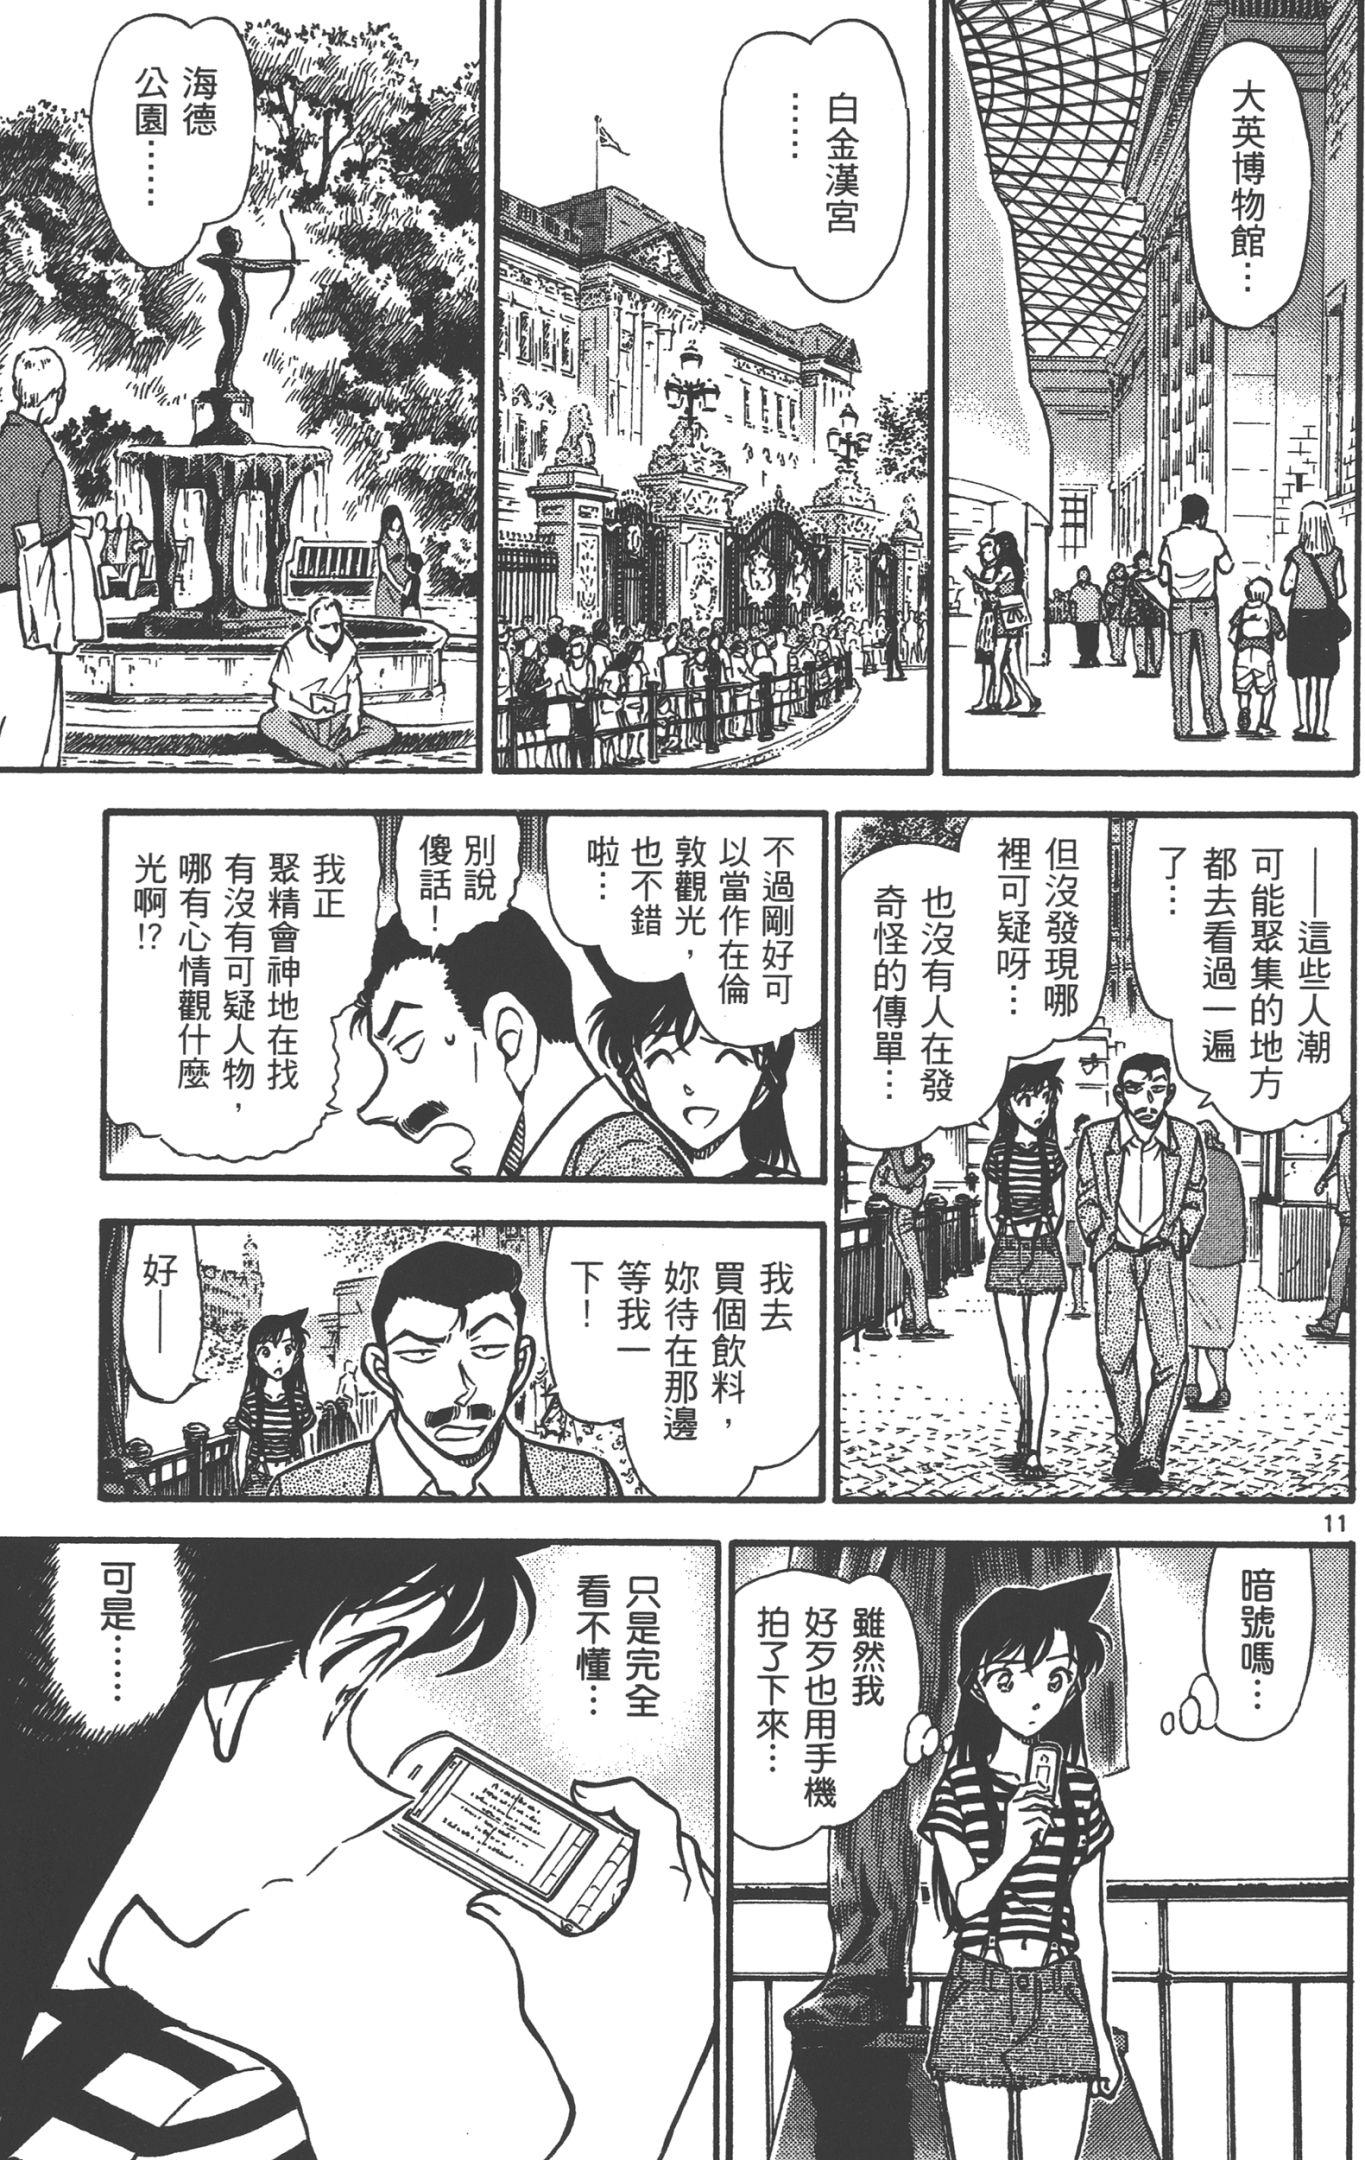 大英博物館…
白金漢宮
……
海德
公園……
——這些人潮
可能聚集的地方
都去看過一遍
了…
但沒發現哪
裡可疑呀…
也沒有人在發
奇怪的傳單…
不過剛好可
以當作在倫
敦觀光，
也不錯
啦…
別說
傻話！
我正
聚精會神地在找
有沒有可疑人物，
哪有心情觀什麼
光啊!?
我去
買個飲料，
妳待在那邊
等我一
下！
好——
11
暗號嗎…
雖然我
好歹也用手機
拍了下來…
只是完全
看不懂…
可是……